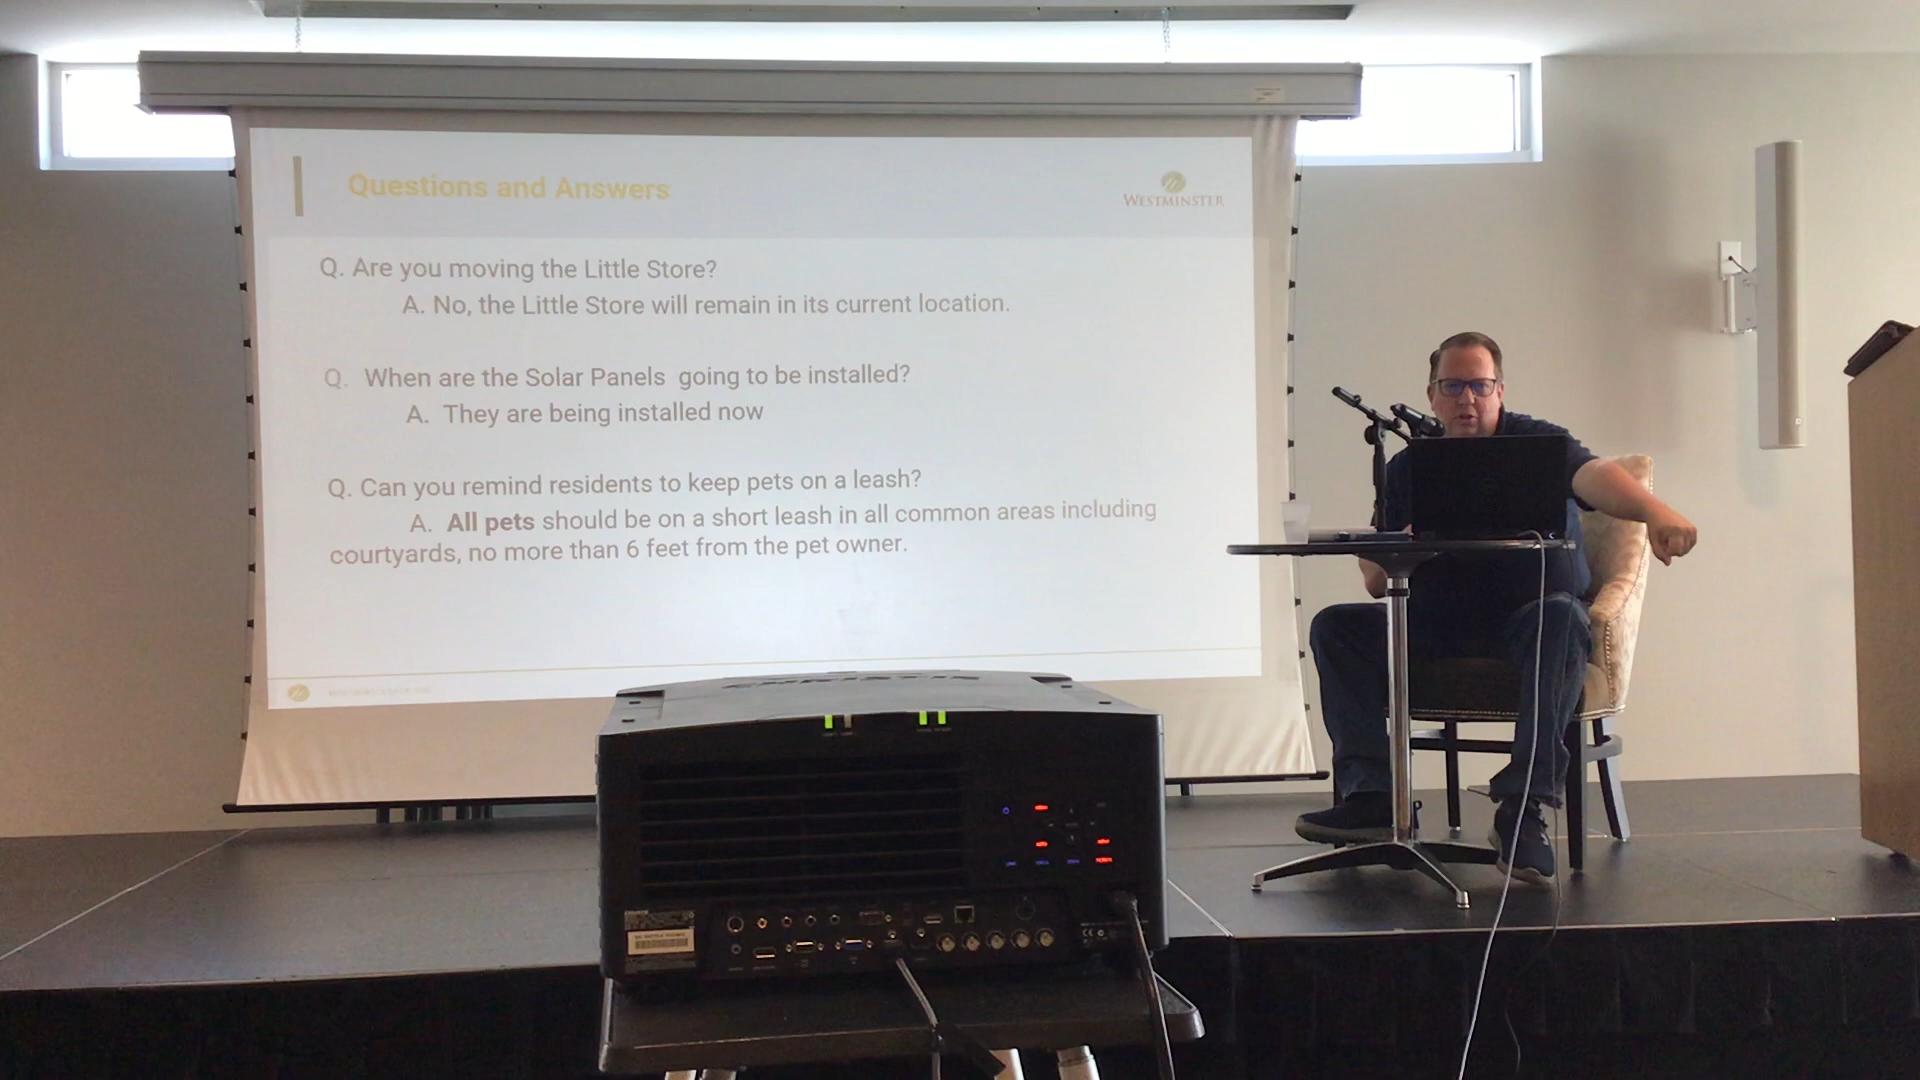 Questions and Answers
WESTMINSTER
Q. Are you moving the Little Store?
A. No, the Little Store will remain in its current location.
Q. When are the Solar Panels going to be installed?
A. They are being installed now
Q. Can you remind residents to keep pets on a leash?
A. All pets should be on a short leash in all common areas including
courtyards, no more than 6 feet from the pet owner.
CHRISTIE